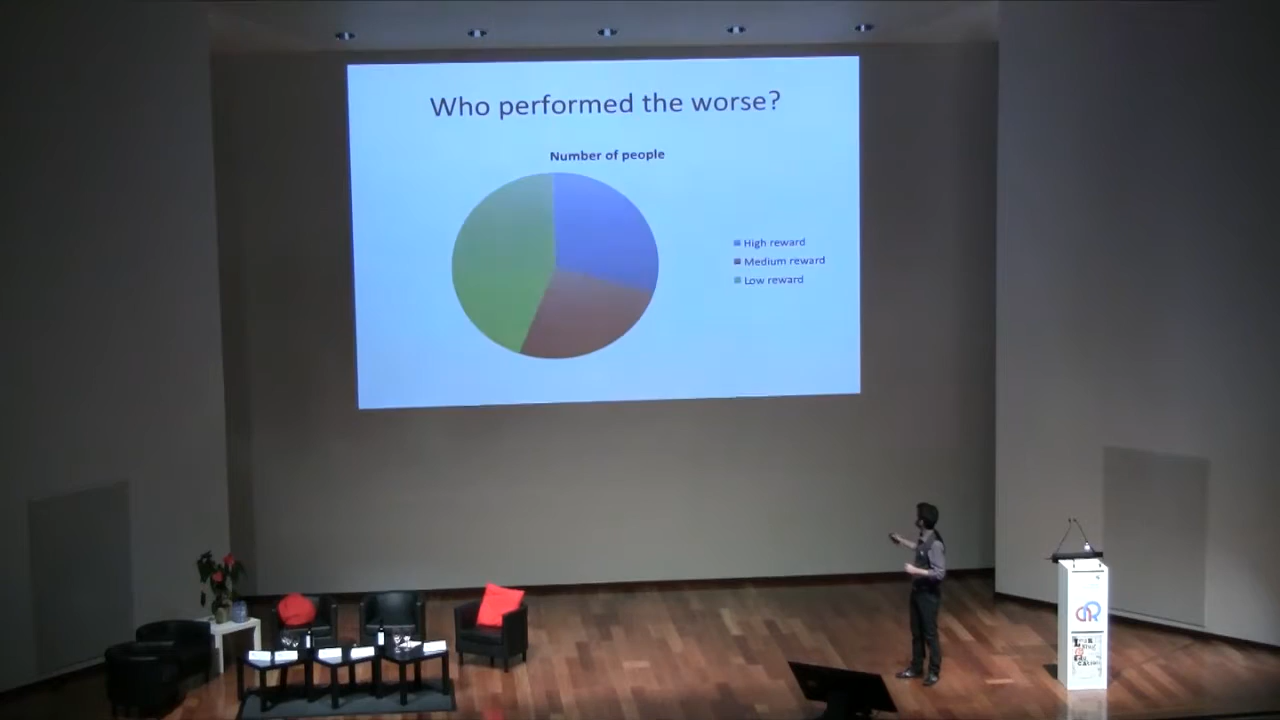 Who performed the worse?
Number of people
High reward
Medium reward
Low reward